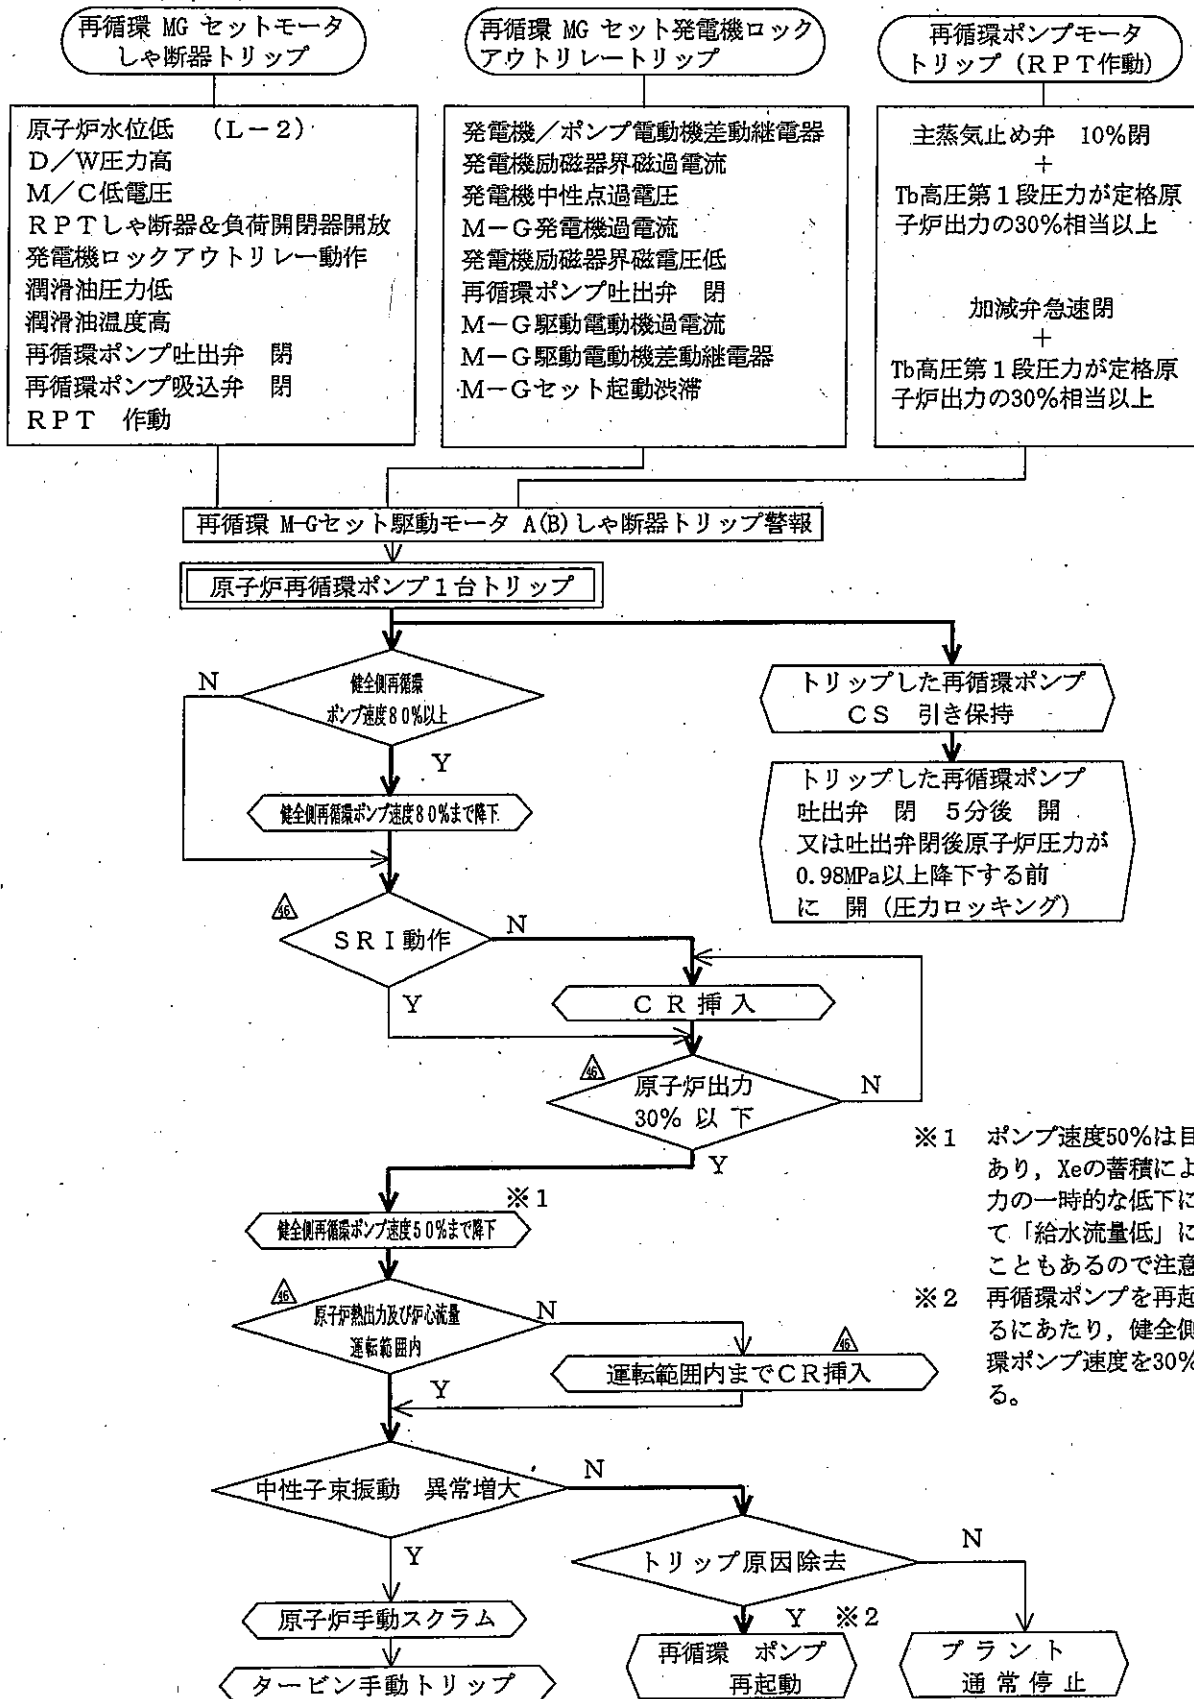 再循環 MG セットモータ
しゃ断器トリップ
再循環 MG セット発電機ロック
アウトリレートリップ
再循環ポンプモータ
トリップ（RPT作動）
原子炉水位低 （L－2）
D／W圧力高
M／C低電圧
RPTしゃ断器&負荷開閉器開放
発電機ロックアウトリレー動作
潤滑油圧力低
潤滑油温度高
再循環ポンプ吐出弁 閉
再循環ポンプ吸込弁 閉
RPT 作動
発電機／ポンプ電動機差動継電器
発電機励磁器界磁過電流
発電機中性点過電圧
M－G発電機過電流
発電機励磁器界磁電圧低
再循環ポンプ吐出弁 閉
M－G駆動電動機過電流
M－G駆動電動機差動継電器
M－Gセット起動渋滞
主蒸気止め弁 10%閉
＋
Tb高圧第1段圧力が定格原
子炉出力の30%相当以上
加減弁急速閉
＋
Tb高圧第1段圧力が定格原
子炉出力の30%相当以上
再循環 M-Gセット駆動モータ A(B)しゃ断器トリップ警報
原子炉再循環ポンプ1台トリップ
健全側再循環
ポンプ速度80%以上
N
Y
健全側再循環ポンプ速度80%まで降下
トリップした再循環ポンプ
CS 引き保持
トリップした再循環ポンプ
吐出弁 閉 5分後 開
又は吐出弁閉後原子炉圧力が
0.98MPa以上降下する前
に 開（圧力ロッキング）
46
SRI動作
N
Y
CR挿入
46
原子炉出力
30% 以下
N
Y
※1
健全側再循環ポンプ速度50%まで降下
46
原子炉熱出力及び炉心流量
運転範囲内
N
Y
46
運転範囲内までCR挿入
※1 ポンプ速度50%は目
あり，Xeの蓄積によ
力の一時的な低下に
て「給水流量低」に
こともあるので注意
※2 再循環ポンプを再起
るにあたり，健全側
環ポンプ速度を30%
る。
中性子束振動 異常増大
N
Y
トリップ原因除去
N
Y ※2
原子炉手動スクラム
タービン手動トリップ
再循環 ポンプ
再起動
プラント
通常停止